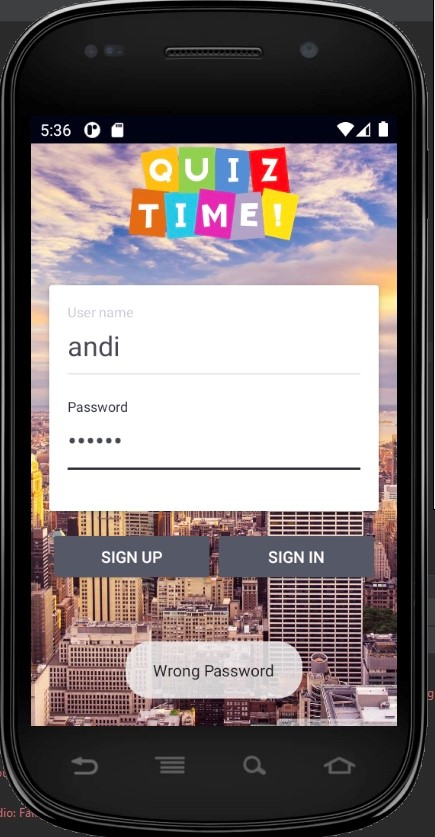 5:36
QUIZ
TIME!
User name
andi
Password
••••••
SIGN UP
SIGN IN
Wrong Password